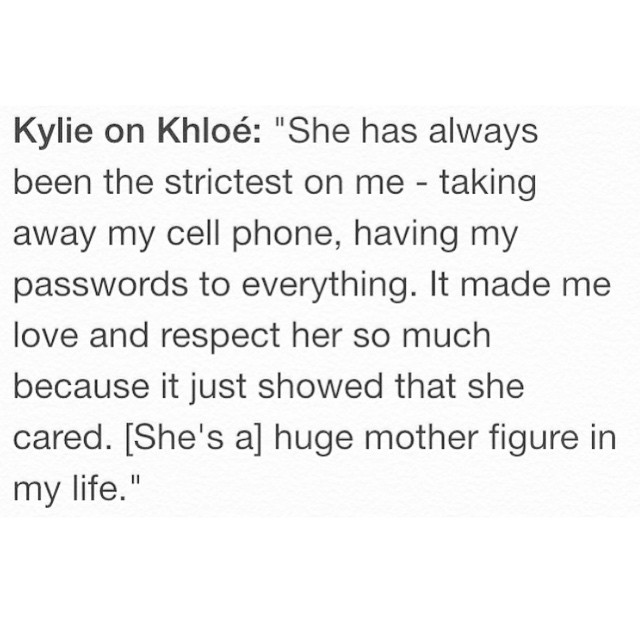 Kylie on Khloé: "She has always
been the strictest on me - taking
away my cell phone, having my
passwords to everything. It made me
love and respect her so much
because it just showed that she
cared. [She's a] huge mother figure in
my life."